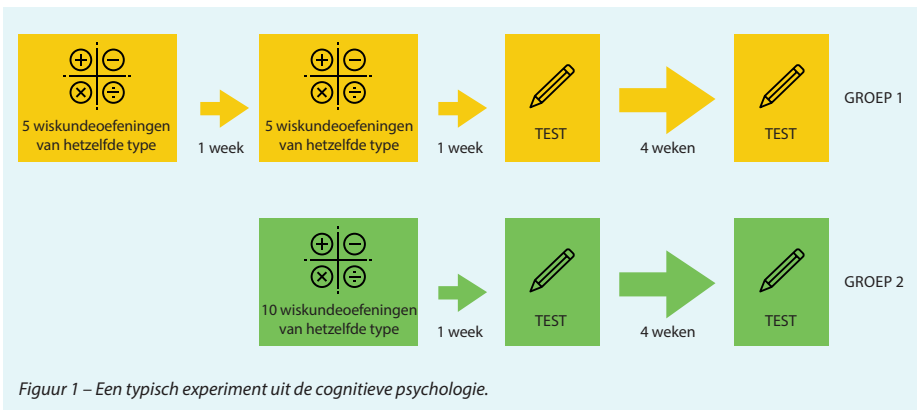 5 wiskundeoefeningen
van hetzelfde type
1 week
5 wiskundeoefeningen
van hetzelfde type
1 week
TEST
4 weken
TEST
GROEP 1
10 wiskundeoefeningen
van hetzelfde type
1 week
TEST
4 weken
TEST
GROEP 2
Figuur 1 – Een typisch experiment uit de cognitieve psychologie.